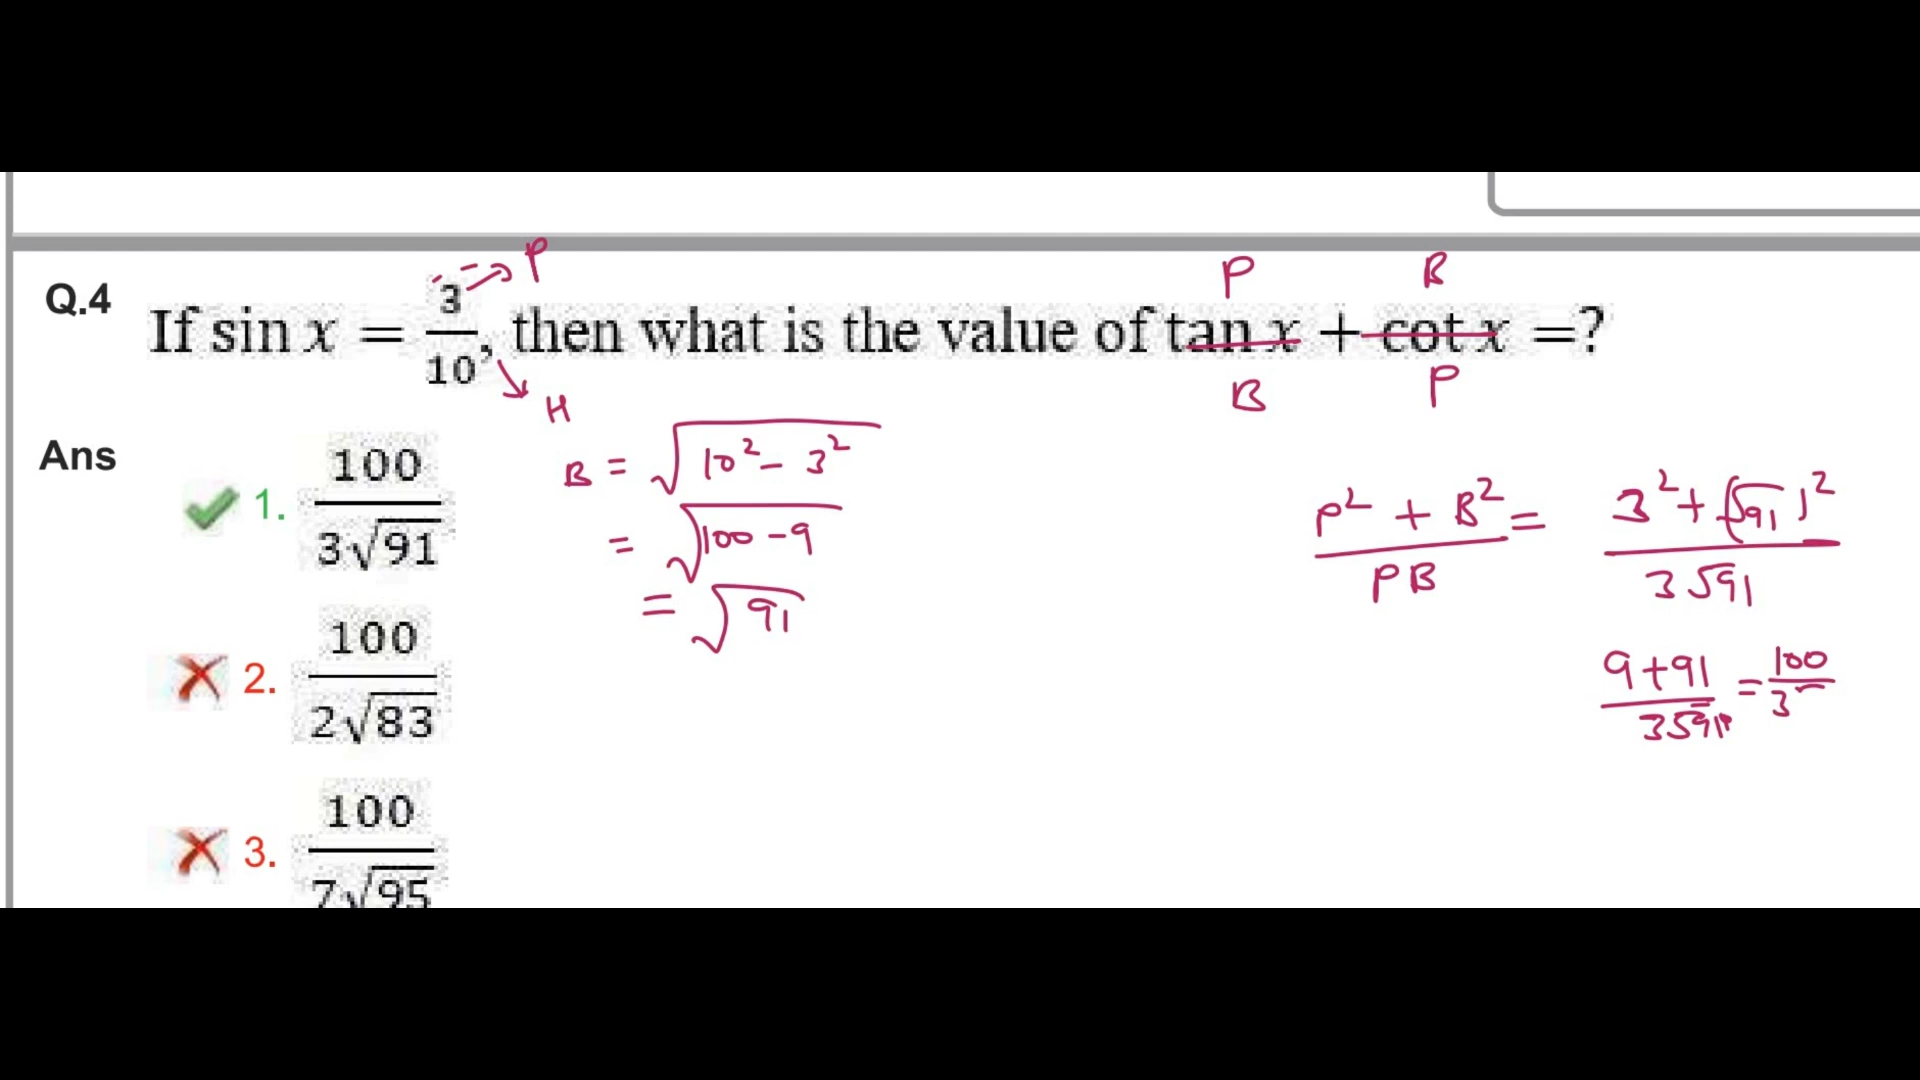 Q.4 If sin x = 3/10, then what is the value of tan x + cot x =?
P
H
P
B
B
P
Ans
1. 100/3√91
2. 100/2√83
3. 100/7√95
B = √10² - 3²
= √100 - 9
= √91
P² + B²/PB = 3² + (√91)²/3√91
9+91/3√91 = 100/3√